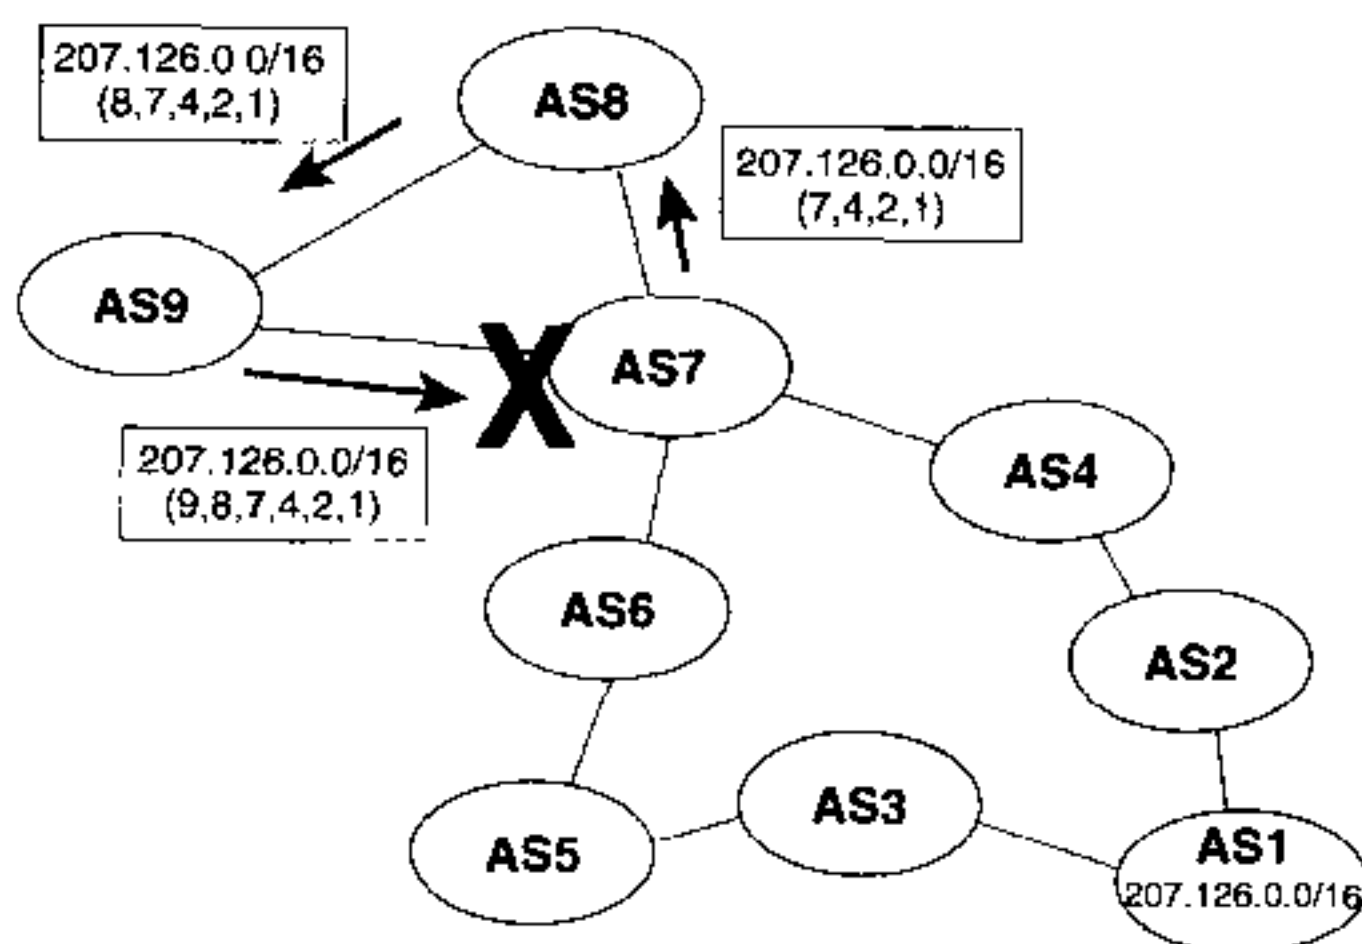 207.126.0 0/16
(8,7,4,2,1)
AS8
207.126.0.0/16
(7,4,2,1)
AS9
X
AS7
207.126.0.0/16
(9,8,7,4,2,1)
AS4
AS6
AS2
AS3
AS5
AS1
207.126.0.0/16